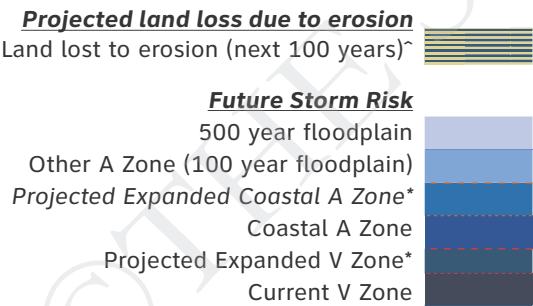 Projected land loss due to erosion
Land lost to erosion (next 100 years)^
Future Storm Risk
500 year floodplain
Other A Zone (100 year floodplain)
Projected Expanded Coastal A Zone*
Coastal A Zone
Projected Expanded V Zone*
Current V Zone
©THE